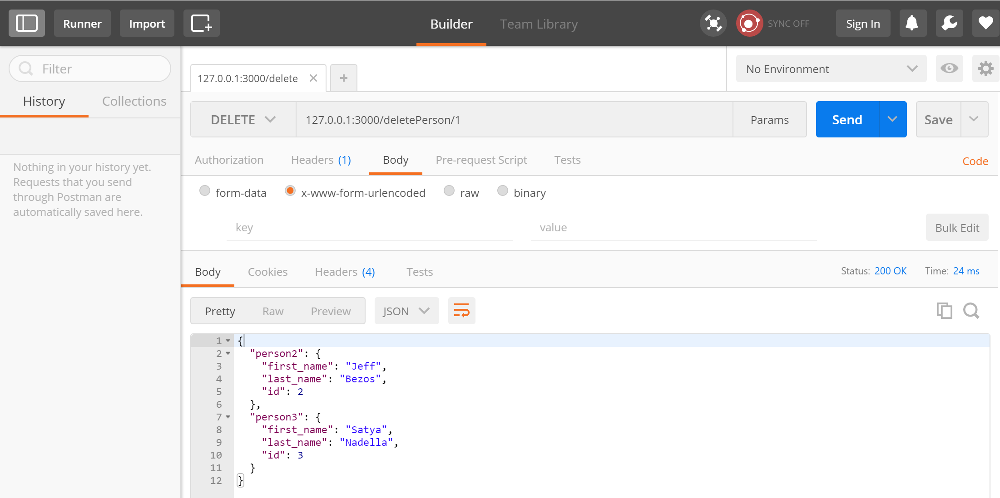 Runner Import Builder Team Library SYNC OFF Sign In
Filter
127.0.0.1:3000/delete
No Environment
History Collections
DELETE 127.0.0.1:3000/deletePerson/1 Params Send Save
Authorization Headers (1) Body Pre-request Script Tests Code
Nothing in your history yet.
Requests that you send
through Postman are
automatically saved here.
form-data x-www-form-urlencoded raw binary
key value Bulk Edit
Body Cookies Headers (4) Tests Status: 200 OK Time: 24 ms
Pretty Raw Preview JSON
1 {
2 "person2": {
3 "first_name": "Jeff",
4 "last_name": "Bezos",
5 "id": 2
6 },
7 "person3": {
8 "first_name": "Satya",
9 "last_name": "Nadella",
10 "id": 3
11 }
12 }